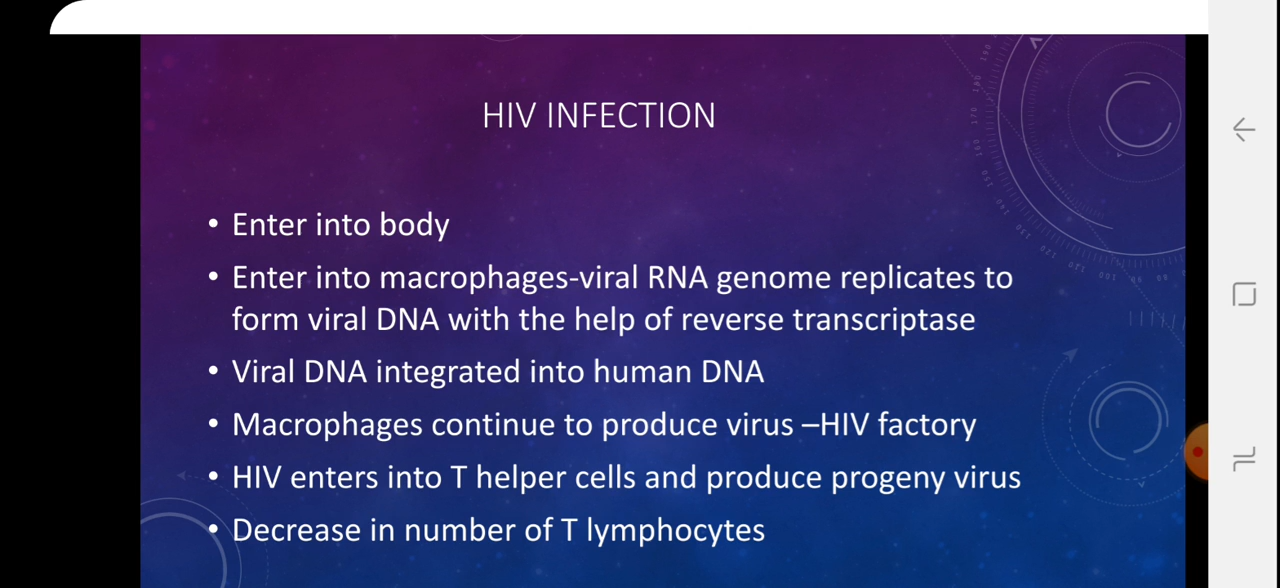 HIV INFECTION
• Enter into body
• Enter into macrophages-viral RNA genome replicates to
form viral DNA with the help of reverse transcriptase
• Viral DNA integrated into human DNA
• Macrophages continue to produce virus –HIV factory
• HIV enters into T helper cells and produce progeny virus
• Decrease in number of T lymphocytes